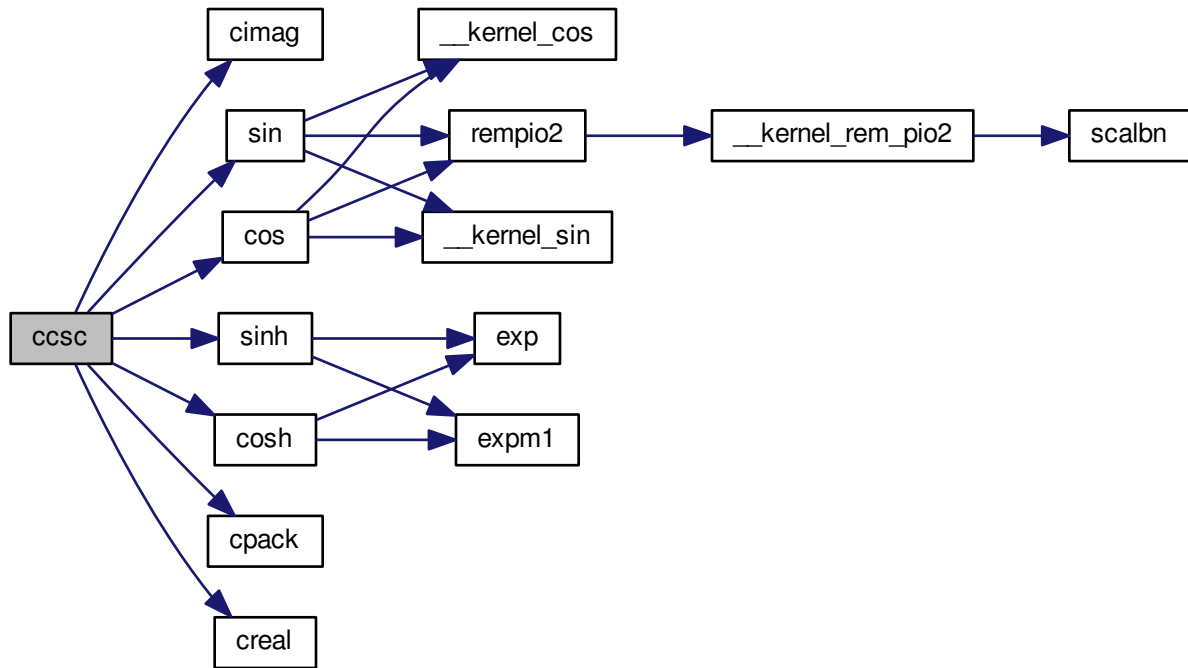 cimag
__kernel_cos
sin
rempio2
__kernel_rem_pio2
scalbn
cos
__kernel_sin
ccsc
sinh
exp
cosh
expm1
cpack
creal